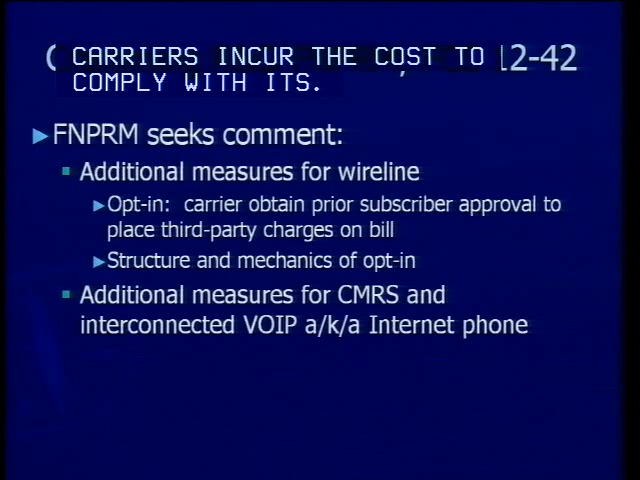 ( CARRIERS INCUR THE COST TO 12-42
COMPLY WITH ITS.
►FNPRM seeks comment:
▪ Additional measures for wireline
►Opt-in: carrier obtain prior subscriber approval to
place third-party charges on bill
►Structure and mechanics of opt-in
▪ Additional measures for CMRS and
interconnected VOIP a/k/a Internet phone